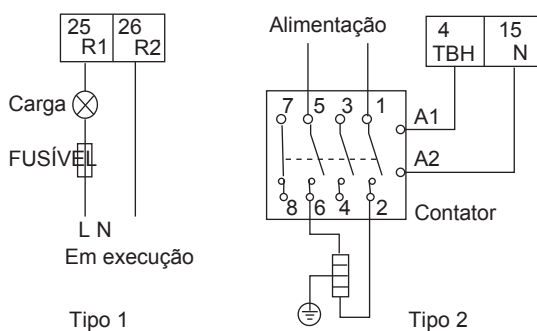 25 26
R1 R2
Carga
FUSÍVEL
L N
Em execução
Tipo 1
Alimentação
4 15
TBH N
7 5 3 1
A1
A2
8 6 4 2
Contator
Tipo 2